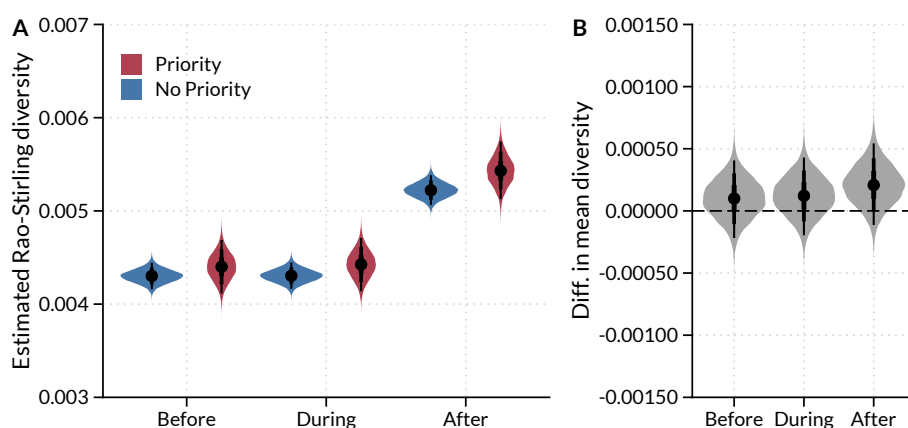 A
Estimated Rao-Stirling diversity
0.007
0.006
0.005
0.004
0.003
Priority
No Priority
Before
During
After
B
Diff. in mean diversity
0.00150
0.00100
0.00050
0.00000
-0.00050
-0.00100
-0.00150
Before
During
After